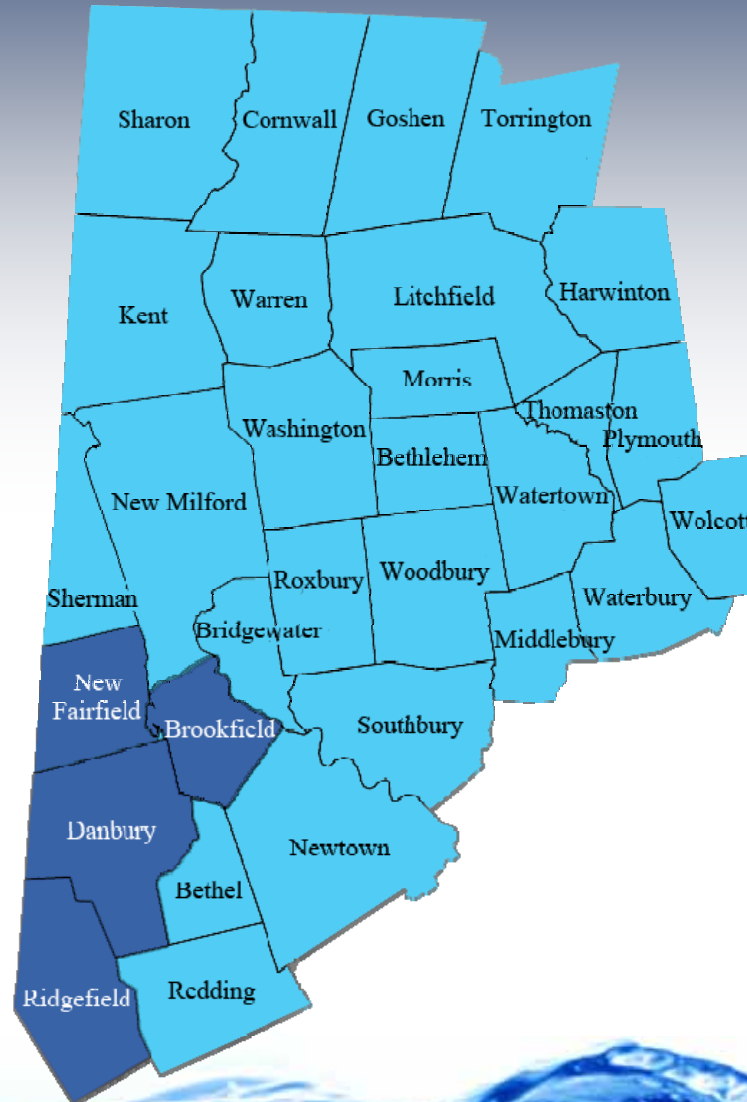 Sharon
Cornwall
Goshen
Torrington
Kent
Warren
Litchfield
Harwinton
Morris
Thomaston
Washington
Plymouth
Bethlehem
New Milford
Watertown
Wolcott
Sherman
Roxbury
Woodbury
Waterbury
Bridgewater
Middlebury
New
Fairfield
Brookfield
Southbury
Danbury
Newtown
Bethel
Ridgefield
Redding